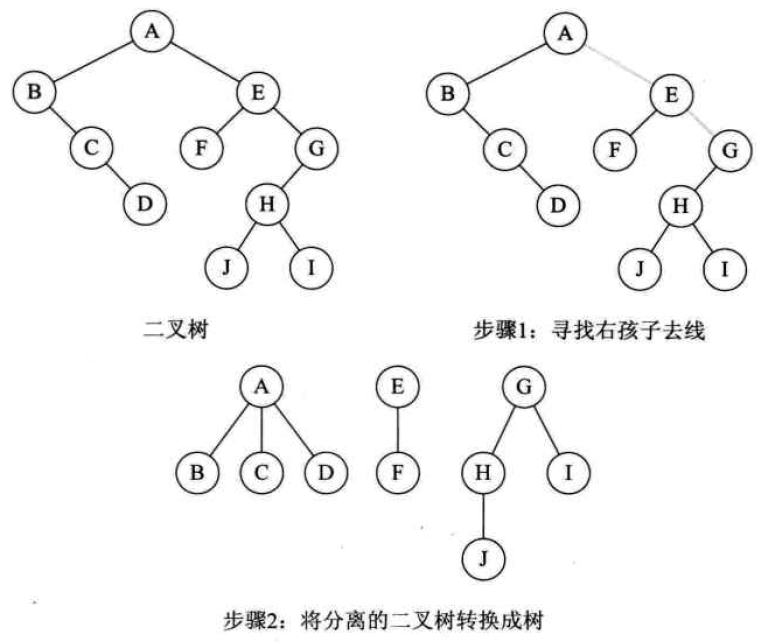 A A
B E B E
C F G C F G
D H D H
J I J I
二叉树 步骤1：寻找右孩子去线
A E G
B C D F H I
J
步骤2：将分离的二叉树转换成树